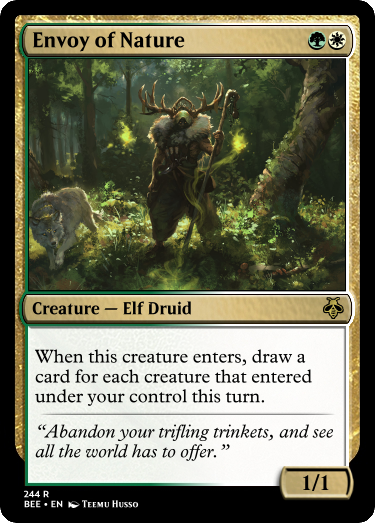 Envoy of Nature
Creature — Elf Druid
When this creature enters, draw a
card for each creature that entered
under your control this turn.
“Abandon your trifling trinkets, and see
all the world has to offer.”
1/1
244 R
BEE • EN Teemu Husso